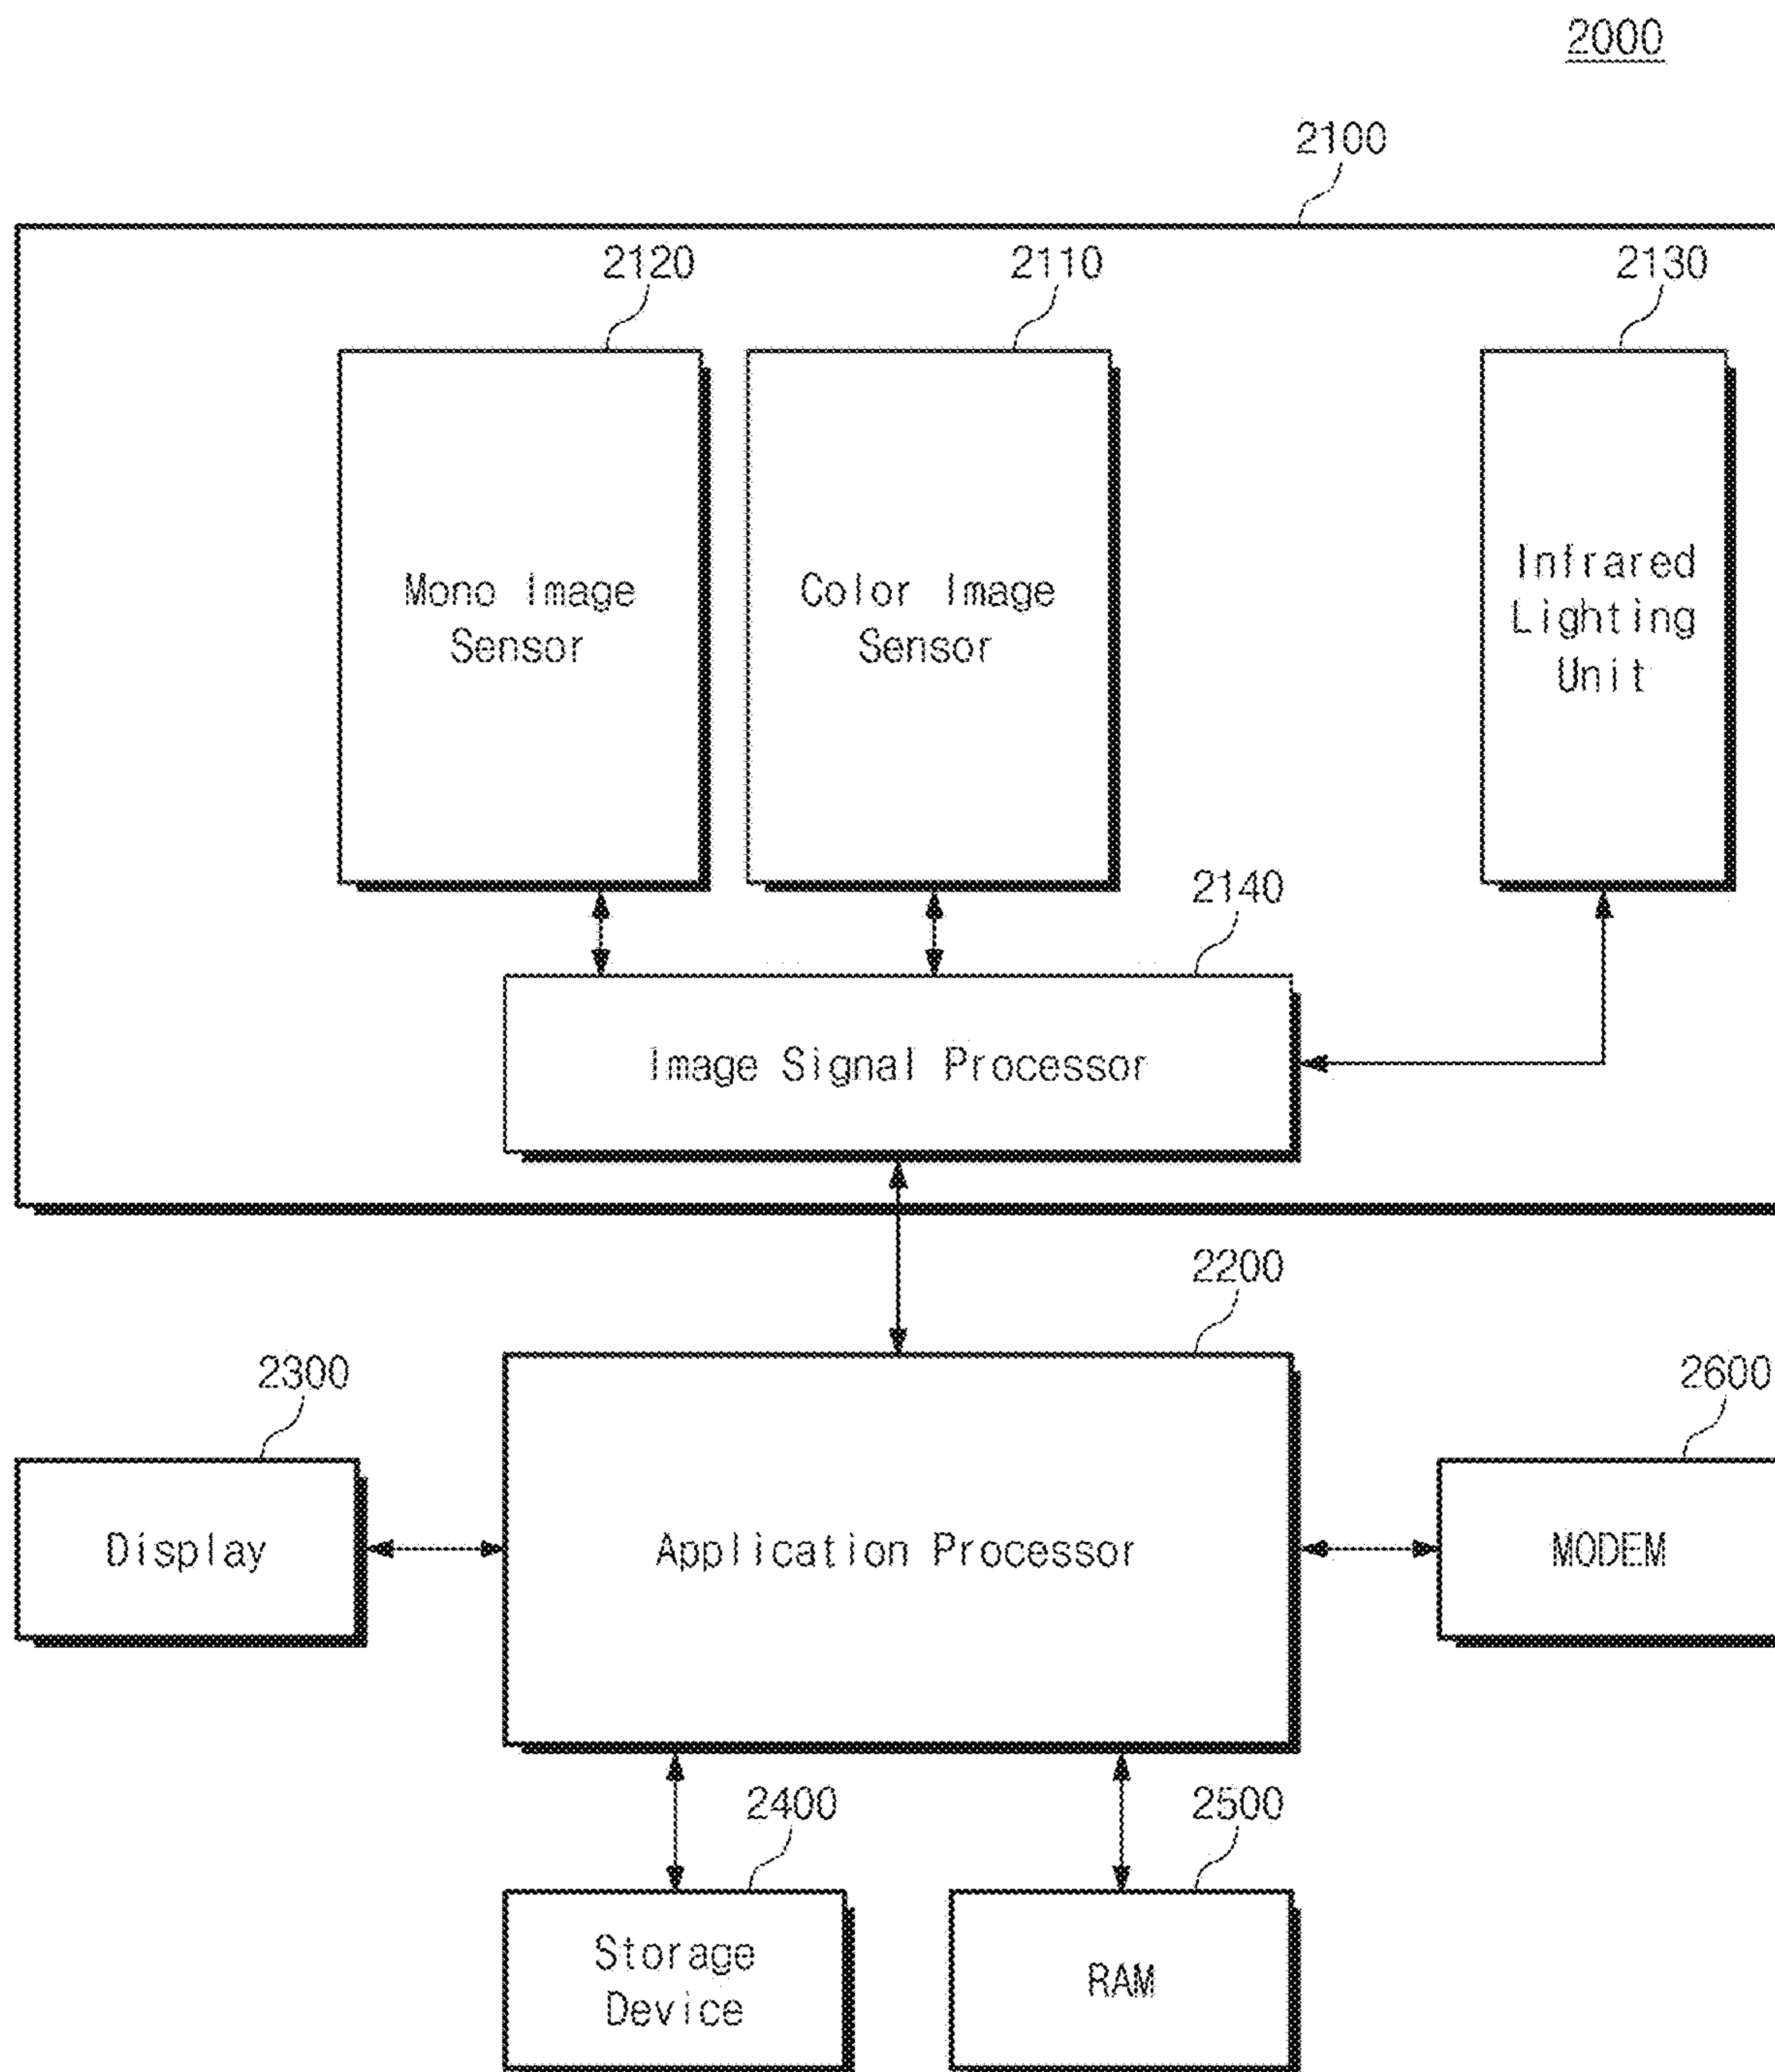 2000
2100
2120
2110
2130
Mono Image
Sensor
Color Image
Sensor
Infrared
Lighting
Unit
2140
Image Signal Processor
2200
2300
2600
Display
Application Processor
MODEM
2400
2500
Storage
Device
RAM